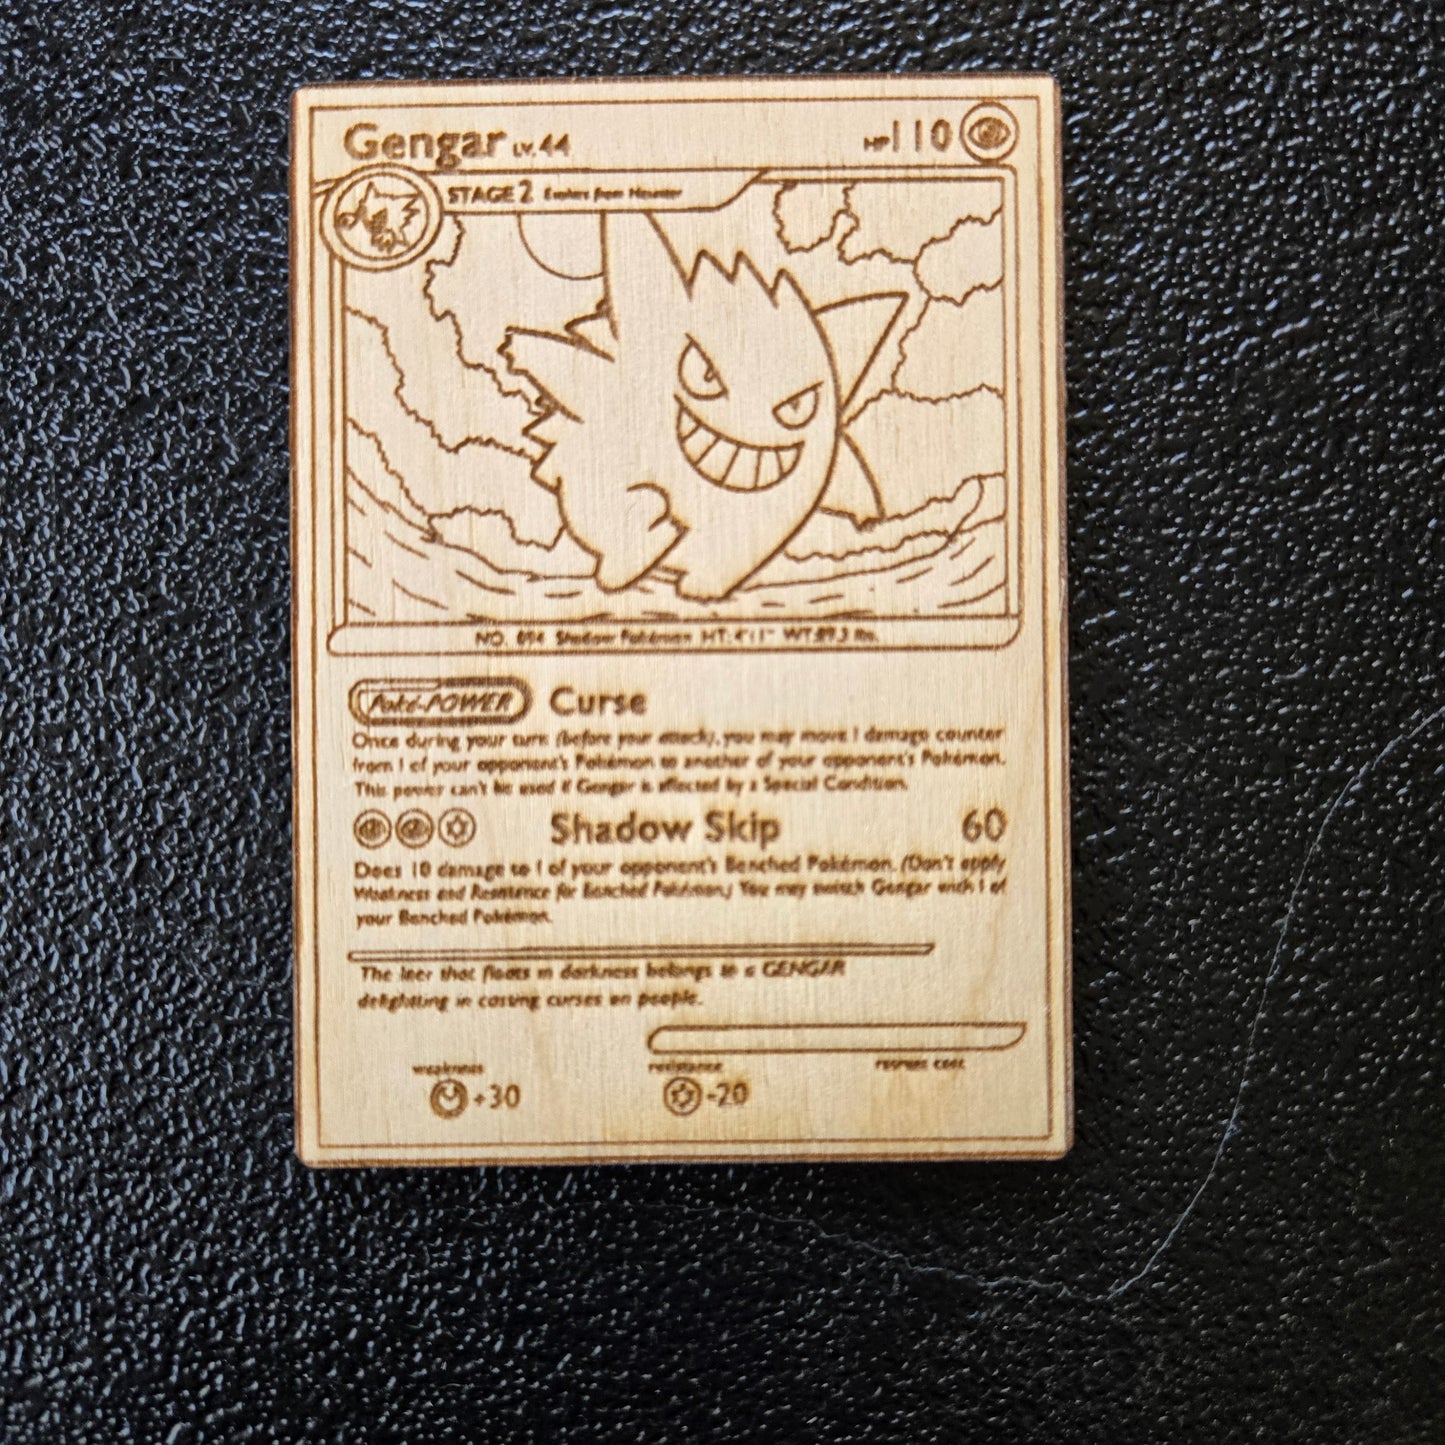 Gengar LV.44 HP110
STAGE 2 Evolves from Haunter
NO. 094 Shadow Pokémon HT: 4'11" WT: 89.3 lbs.
Poké-POWER Curse
Once during your turn (before your attack), you may move 1 damage counter
from 1 of your opponent's Pokémon to another of your opponent's Pokémon.
This power can't be used if Gengar is affected by a Special Condition.
Shadow Skip 60
Does 10 damage to 1 of your opponent's Benched Pokémon. (Don't apply
Weakness and Resistance for Benched Pokémon.) You may switch Gengar with 1 of
your Benched Pokémon.
The leer that floats in darkness belongs to a GENGAR
delighting in casting curses on people.
weakness resistance retreat cost
+30 -20